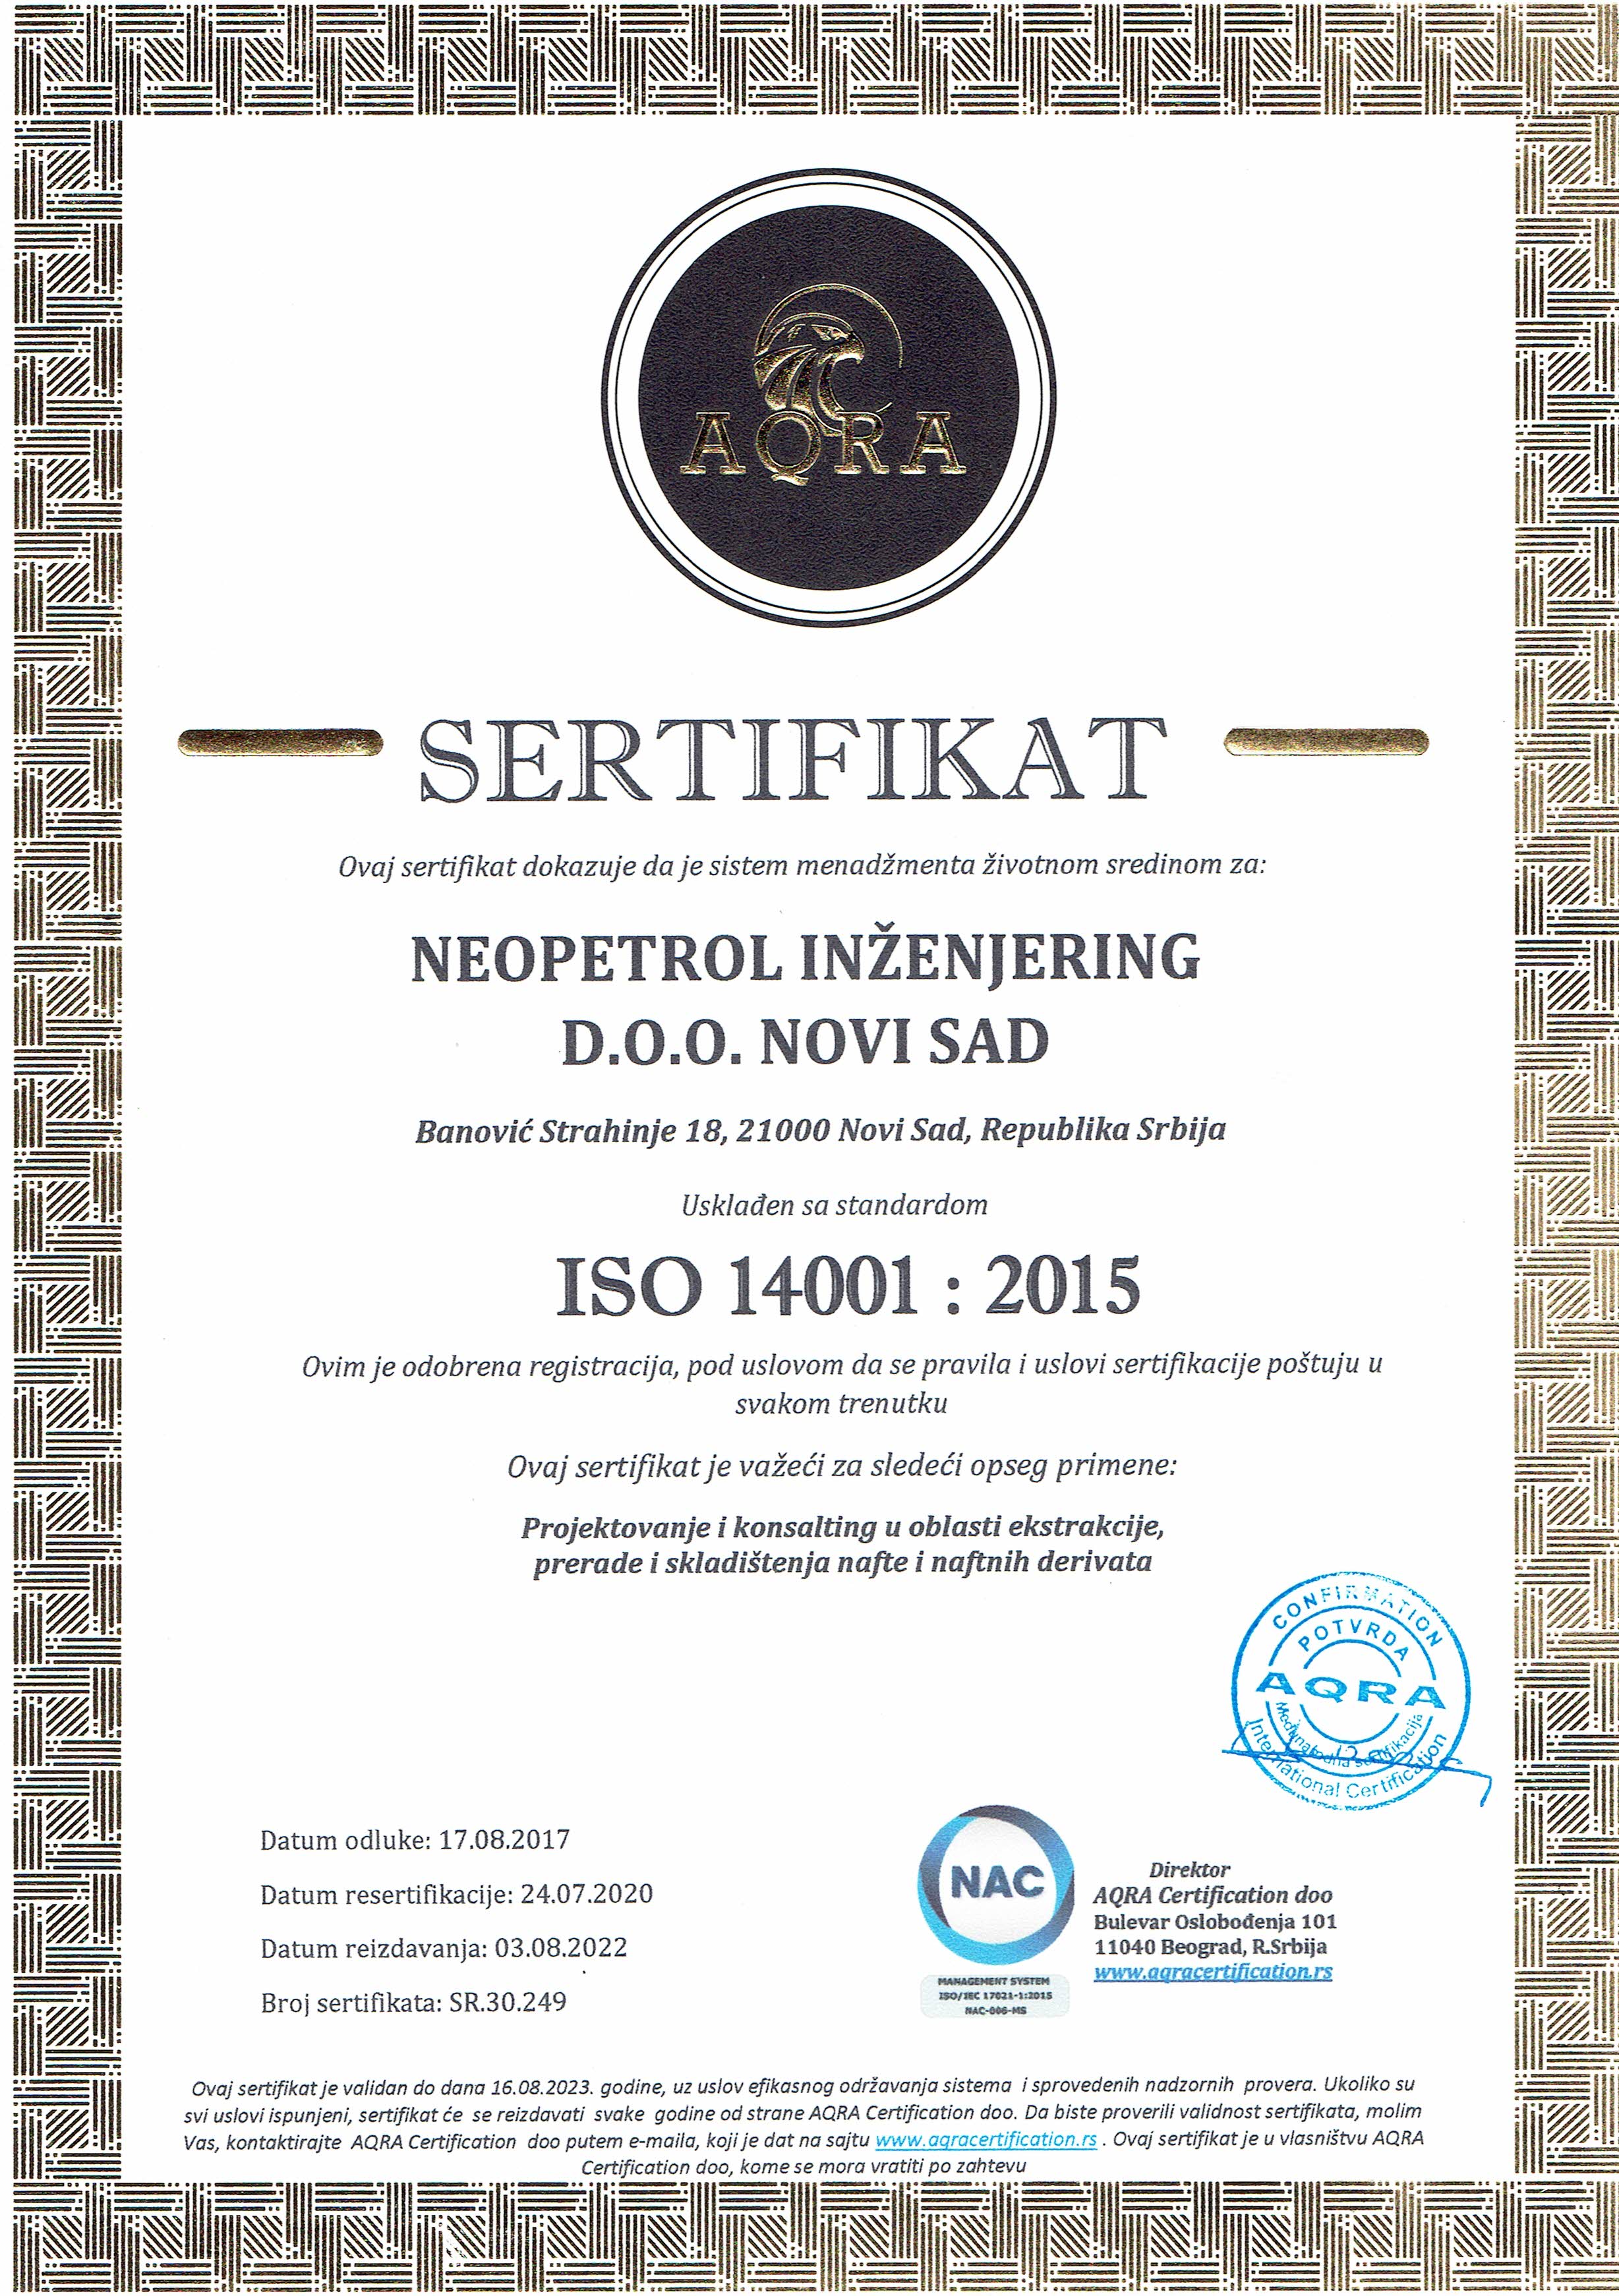 AQRA
SERTIFIKAT
Ovaj sertifikat dokazuje da je sistem menadžmenta životnom sredinom za:
NEOPETROL INŽENJERING
D.O.O. NOVI SAD
Banović Strahinje 18, 21000 Novi Sad, Republika Srbija
Usklađen sa standardom
ISO 14001 : 2015
Ovim je odobrena registracija, pod uslovom da se pravila i uslovi sertifikacije poštuju u
svakom trenutku
Ovaj sertifikat je važeći za sledeći opseg primene:
Projektovanje i konsalting u oblasti ekstrakcije,
prerade i skladištenja nafte i naftnih derivata
CONFIRMATION
POTVRDA
AQRA
Međunarodna sertifikacija
International Certification
Datum odluke: 17.08.2017
Datum resertifikacije: 24.07.2020
Datum reizdavanja: 03.08.2022
Broj sertifikata: SR.30.249
NAC
MANAGEMENT SYSTEM
ISO/IEC 17021-1:2015
NAC-006-MS
Direktor
AQRA Certification doo
Bulevar Oslobođenja 101
11040 Beograd, R.Srbija
www.aqracertification.rs
Ovaj sertifikat je validan do dana 16.08.2023. godine, uz uslov efikasnog održavanja sistema i sprovedenih nadzornih provera. Ukoliko su
svi uslovi ispunjeni, sertifikat će se reizdavati svake godine od strane AQRA Certification doo. Da biste proverili validnost sertifikata, molim
Vas, kontaktirajte AQRA Certification doo putem e-maila, koji je dat na sajtu www.aqracertification.rs . Ovaj sertifikat je u vlasništvu AQRA
Certification doo, kome se mora vratiti po zahtevu